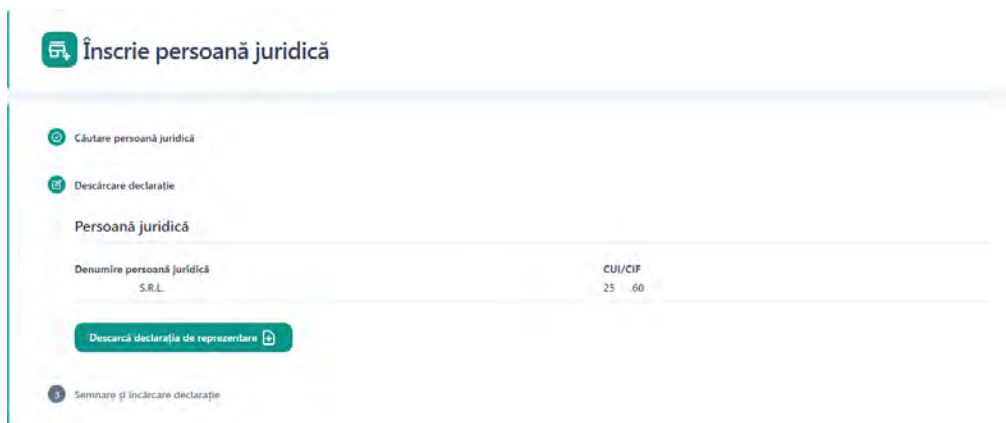 Înscrie persoană juridică
Căutare persoană juridică
Descărcare declarație
Persoană juridică
Denumire persoană juridică CUI/CIF
S.R.L. 25 60
Descarcă declarația de reprezentare
3 Semnare și încărcare declarație